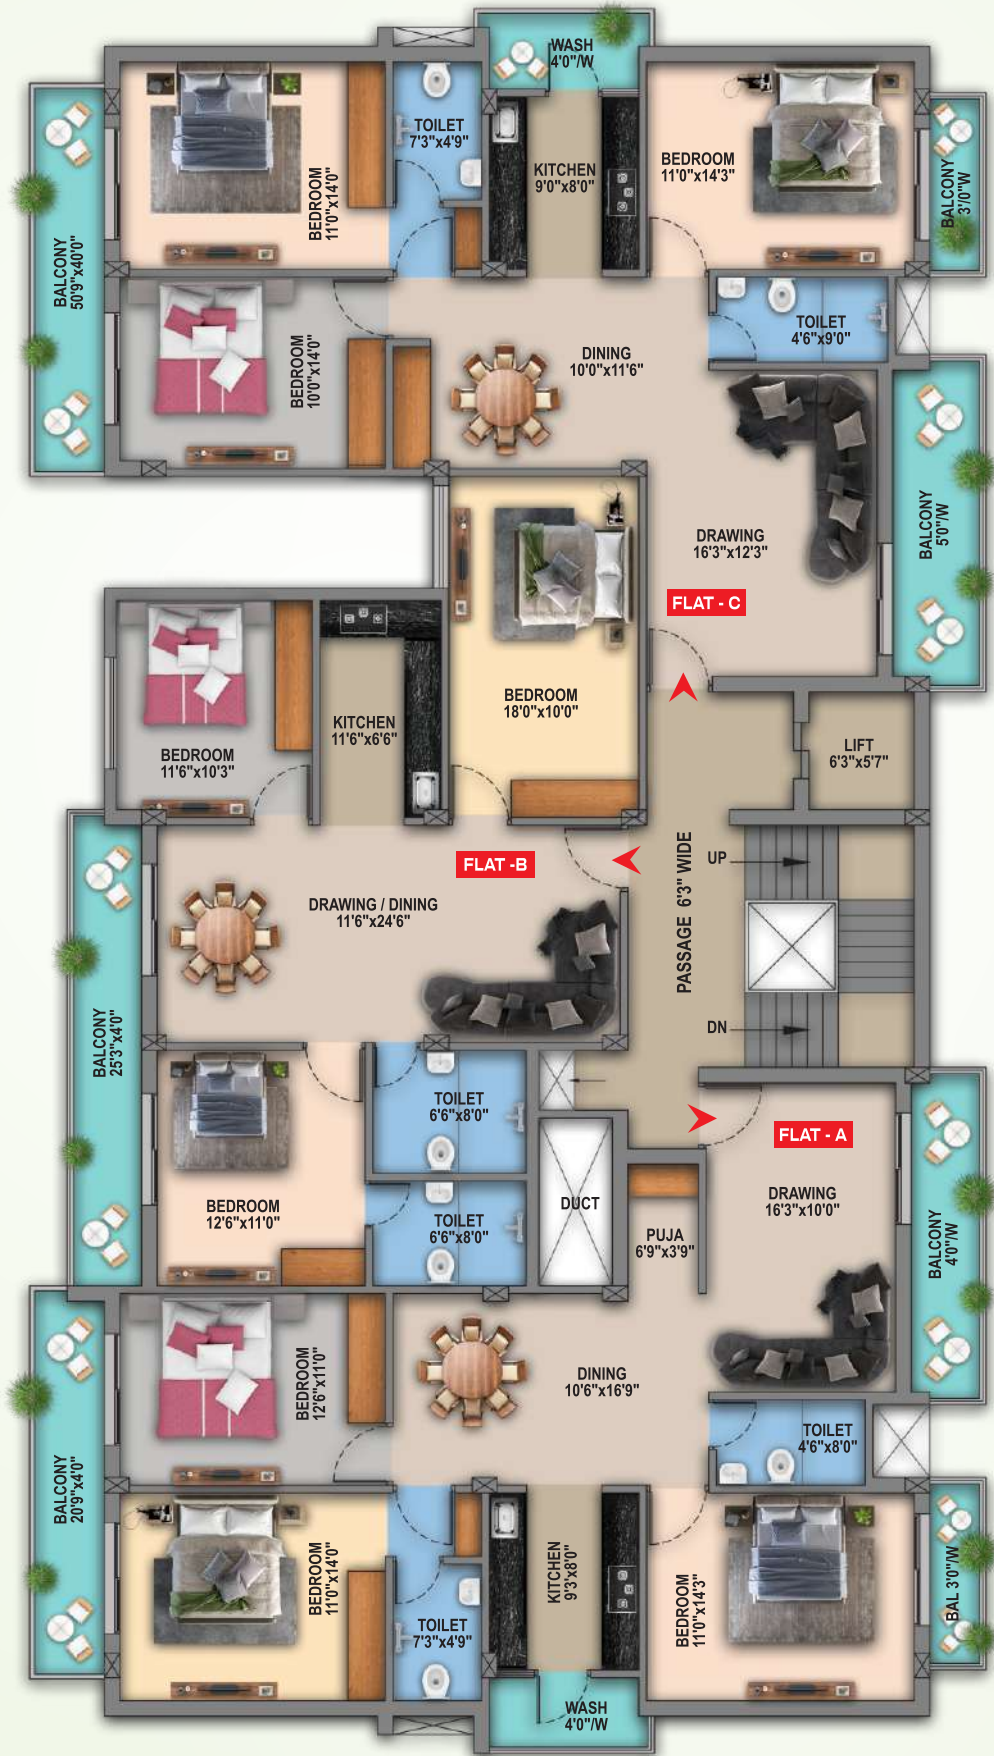 WASH
4'0"/W
BEDROOM
11'0"x14'0"
TOILET
7'3"x4'9"
KITCHEN
9'0"x8'0"
BEDROOM
11'0"x14'3"
BALCONY
3'/0"W
BALCONY
50'9"x40'0"
BEDROOM
10'0"x14'0"
DINING
10'0"x11'6"
TOILET
4'6"x9'0"
DRAWING
16'3"x12'3"
BALCONY
5'0"/W
FLAT - C
BEDROOM
18'0"x10'0"
KITCHEN
11'6"x6'6"
BEDROOM
11'6"x10'3"
LIFT
6'3"x5'7"
FLAT -B
UP
PASSAGE 6'3" WIDE
DRAWING / DINING
11'6"x24'6"
DN
BALCONY
25'3"x4'0"
TOILET
6'6"x8'0"
FLAT - A
BEDROOM
12'6"x11'0"
TOILET
6'6"x8'0"
DUCT
PUJA
6'9"x3'9"
DRAWING
16'3"x10'0"
BALCONY
4'0"/W
BEDROOM
12'6"x11'0"
DINING
10'6"x16'9"
TOILET
4'6"x8'0"
BALCONY
20'9"x4'0"
BEDROOM
11'0"x14'0"
TOILET
7'3"x4'9"
KITCHEN
9'3"x8'0"
BEDROOM
11'0"x14'3"
BAL 3'0"/W
WASH
4'0"/W